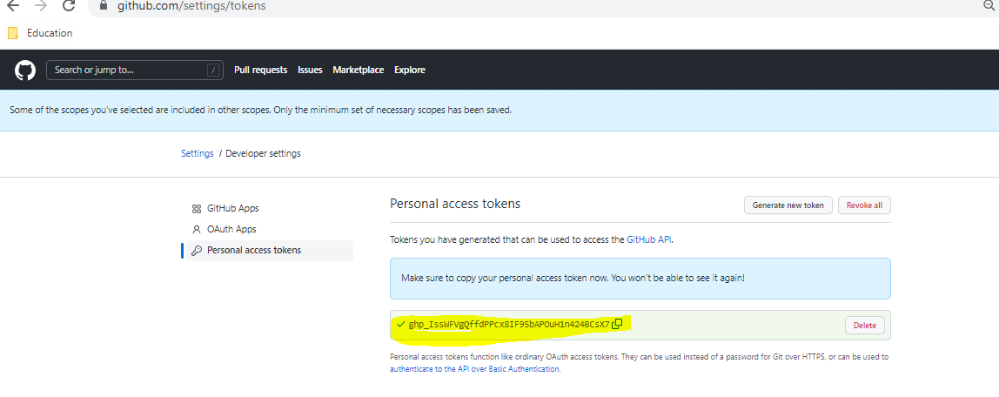 github.com/settings/tokens
Education
Search or jump to...
/
Pull requests Issues Marketplace Explore
Some of the scopes you've selected are included in other scopes. Only the minimum set of necessary scopes has been saved.
Settings / Developer settings
GitHub Apps
OAuth Apps
Personal access tokens
Personal access tokens
Generate new token
Revoke all
Tokens you have generated that can be used to access the GitHub API.
Make sure to copy your personal access token now. You won't be able to see it again!
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
Delete
Personal access tokens function like ordinary OAuth access tokens. They can be used instead of a password for Git over HTTPS, or can be used to
authenticate to the API over Basic Authentication.